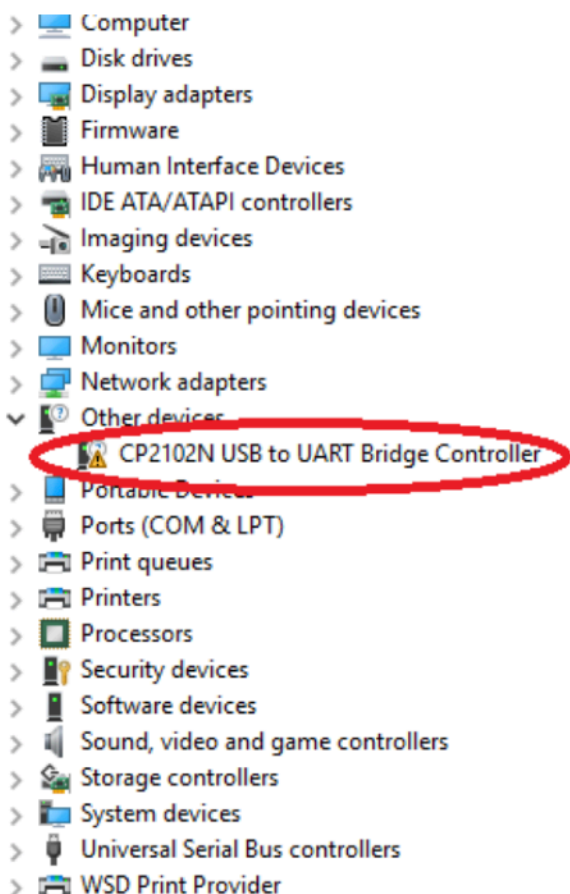 Computer
Disk drives
Display adapters
Firmware
Human Interface Devices
IDE ATA/ATAPI controllers
Imaging devices
Keyboards
Mice and other pointing devices
Monitors
Network adapters
Other devices
CP2102N USB to UART Bridge Controller
Portable Devices
Ports (COM & LPT)
Print queues
Printers
Processors
Security devices
Software devices
Sound, video and game controllers
Storage controllers
System devices
Universal Serial Bus controllers
WSD Print Provider